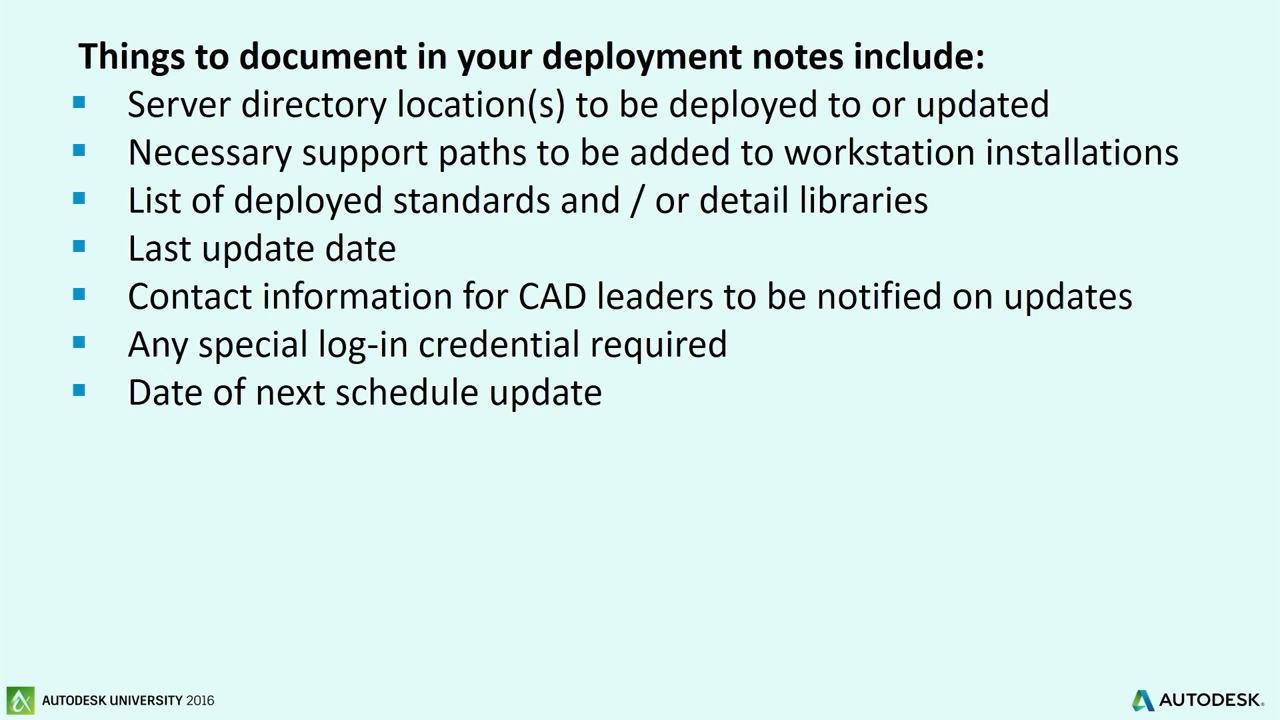 Things to document in your deployment notes include:
▪ Server directory location(s) to be deployed to or updated
▪ Necessary support paths to be added to workstation installations
▪ List of deployed standards and / or detail libraries
▪ Last update date
▪ Contact information for CAD leaders to be notified on updates
▪ Any special log-in credential required
▪ Date of next schedule update
AUTODESK UNIVERSITY 2016
AUTODESK®